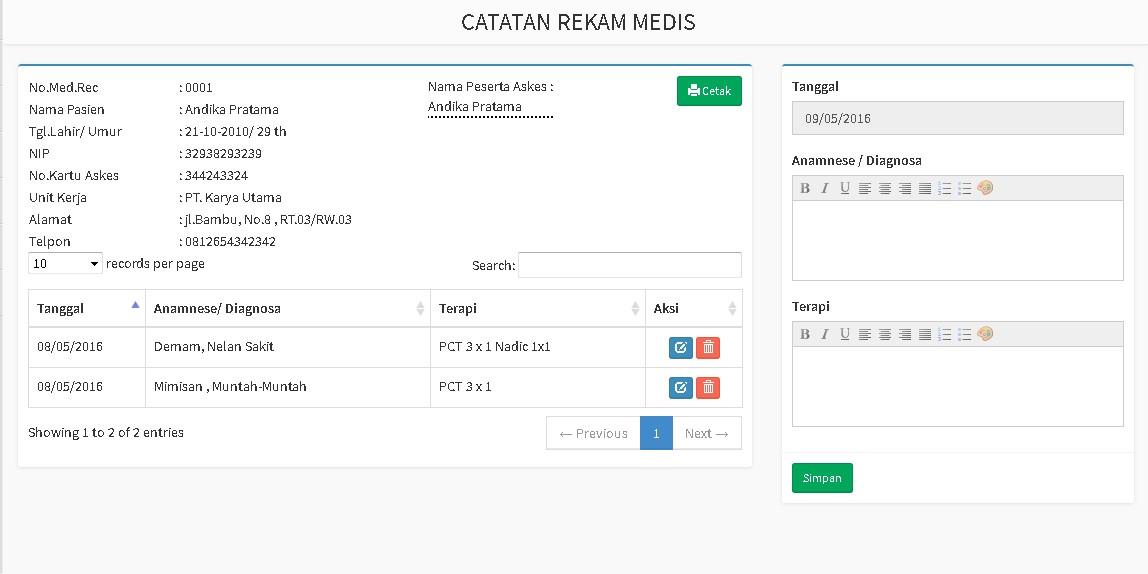 CATATAN REKAM MEDIS
No.Med.Rec : 0001
Nama Pasien : Andika Pratama
Tgl.Lahir/ Umur : 21-10-2010/ 29 th
NIP : 32938293239
No.Kartu Askes : 344243324
Unit Kerja : PT. Karya Utama
Alamat : jl.Bambu, No.8 , RT.03/RW.03
Telpon : 0812654342342
Nama Peserta Askes :
Andika Pratama
Cetak
10 records per page
Search:
Tanggal Anamnese/ Diagnosa Terapi Aksi
08/05/2016 Demam, Nelan Sakit PCT 3 x 1 Nadic 1x1
08/05/2016 Mimisan , Muntah-Muntah PCT 3 x 1
Showing 1 to 2 of 2 entries
← Previous 1 Next →
Tanggal
09/05/2016
Anamnese / Diagnosa
B I U
Terapi
B I U
Simpan